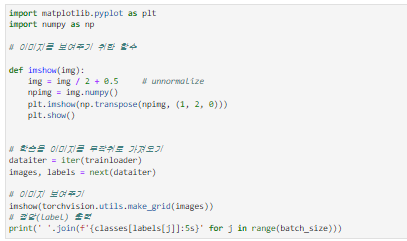 import matplotlib.pyplot as plt
import numpy as np
# 이미지를 보여주기 위한 함수
def imshow(img):
    img = img / 2 + 0.5     # unnormalize
    npimg = img.numpy()
    plt.imshow(np.transpose(npimg, (1, 2, 0)))
    plt.show()
# 학습용 이미지를 무작위로 가져오기
dataiter = iter(trainloader)
images, labels = next(dataiter)
# 이미지 보여주기
imshow(torchvision.utils.make_grid(images))
# 정답(label) 출력
print(' '.join(f'{classes[labels[j]]:5s}' for j in range(batch_size)))